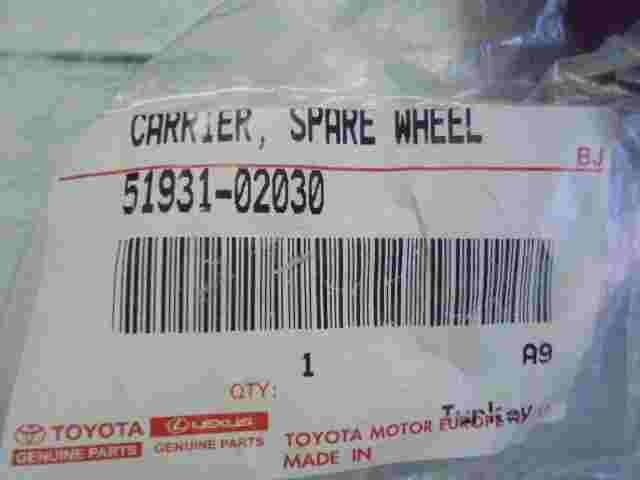 CARRIER, SPARE WHEEL
BJ
51931-02030
1 A9
QTY:
Turkey
TOYOTA LEXUS
GENUINE PARTS GENUINE PARTS
TOYOTA MOTOR EUROPE
MADE IN